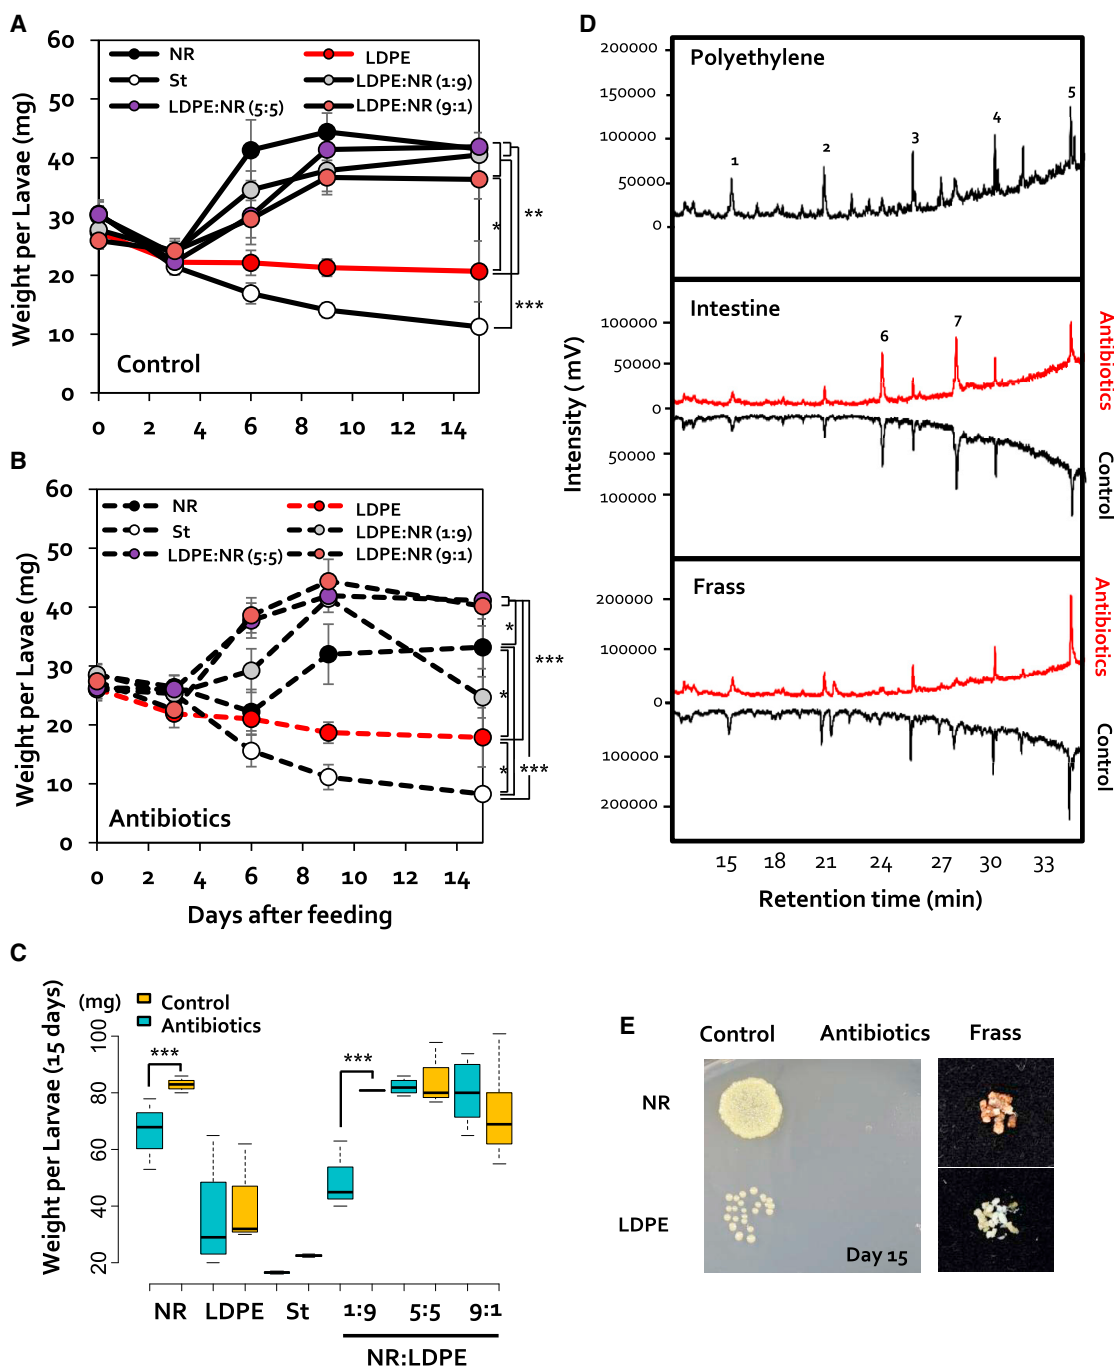 A
Weight per Lavae (mg)
60
50
40
30
20
10
0
NR
LDPE
St
LDPE:NR (1:9)
LDPE:NR (5:5)
LDPE:NR (9:1)
*
**
***
Control
0 2 4 6 8 10 12 14
B
Weight per Lavae (mg)
60
50
40
30
20
10
0
NR
LDPE
St
LDPE:NR (1:9)
LDPE:NR (5:5)
LDPE:NR (9:1)
*
***
*
*
***
Antibiotics
0 2 4 6 8 10 12 14
Days after feeding
C
Weight per Larvae (15 days)
(mg)
Control
Antibiotics
100
80
60
40
20
***
***
NR LDPE St 1:9 5:5 9:1
NR:LDPE
D
Intensity (mV)
Polyethylene
200000
150000
100000
50000
0
1 2 3 4 5
Intestine
100000
50000
0
50000
100000
6 7
Antibiotics
Control
Frass
200000
100000
0
100000
200000
Antibiotics
Control
15 18 21 24 27 30 33
Retention time (min)
E
Control Antibiotics Frass
NR
LDPE
Day 15